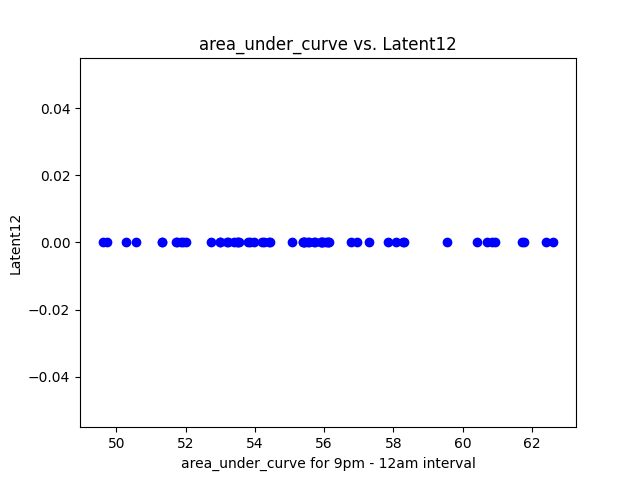 area_under_curve vs. Latent12
0.04
0.02
0.00
−0.02
−0.04
Latent12
50 52 54 56 58 60 62
area_under_curve for 9pm - 12am interval